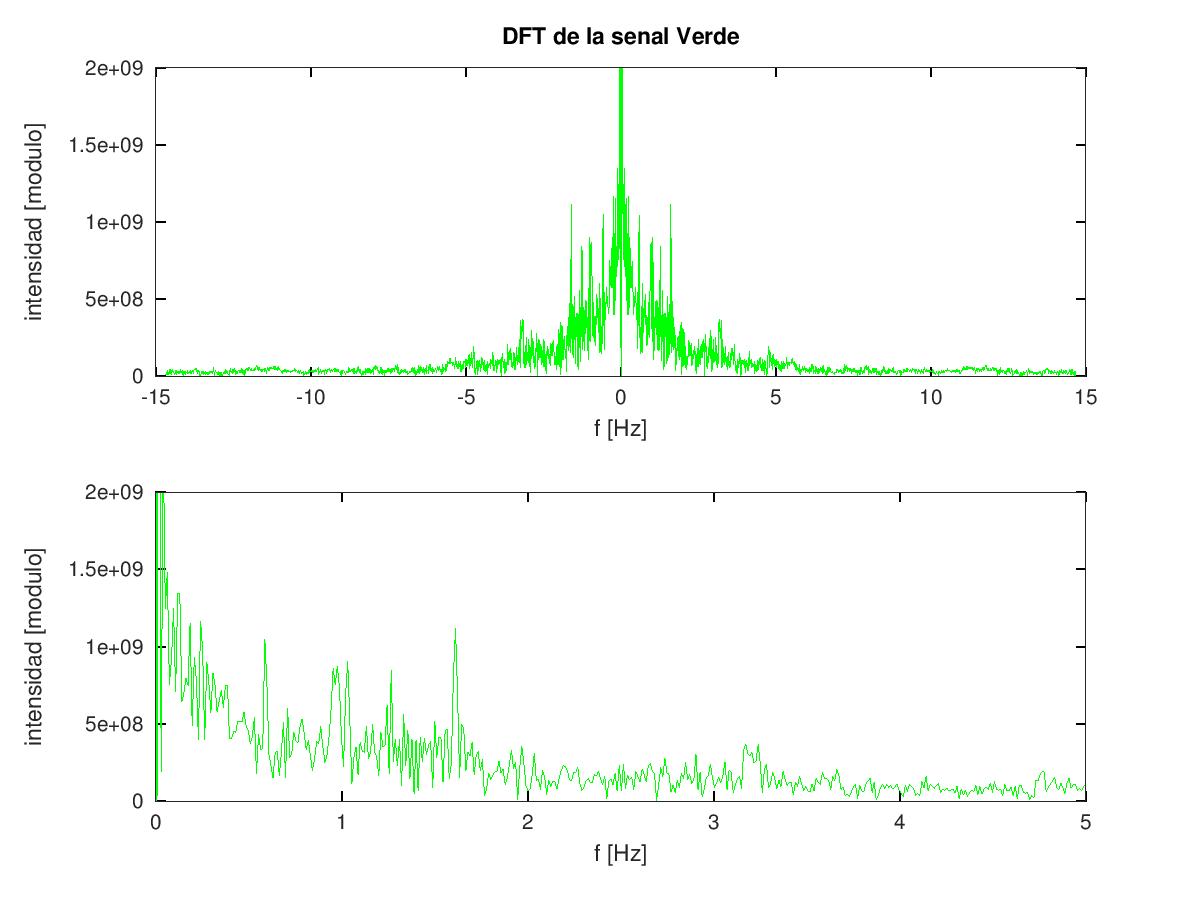 DFT de la senal Verde
2e+09
1.5e+09
1e+09
5e+08
0
intensidad [modulo]
-15 -10 -5 0 5 10 15
f [Hz]
2e+09
1.5e+09
1e+09
5e+08
0
intensidad [modulo]
0 1 2 3 4 5
f [Hz]